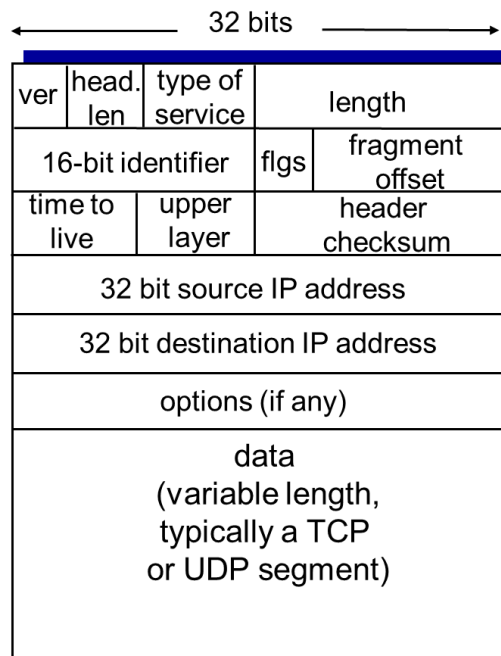 32 bits
ver
head.
len
type of
service
length
16-bit identifier
flgs
fragment
offset
time to
live
upper
layer
header
checksum
32 bit source IP address
32 bit destination IP address
options (if any)
data
(variable length,
typically a TCP
or UDP segment)